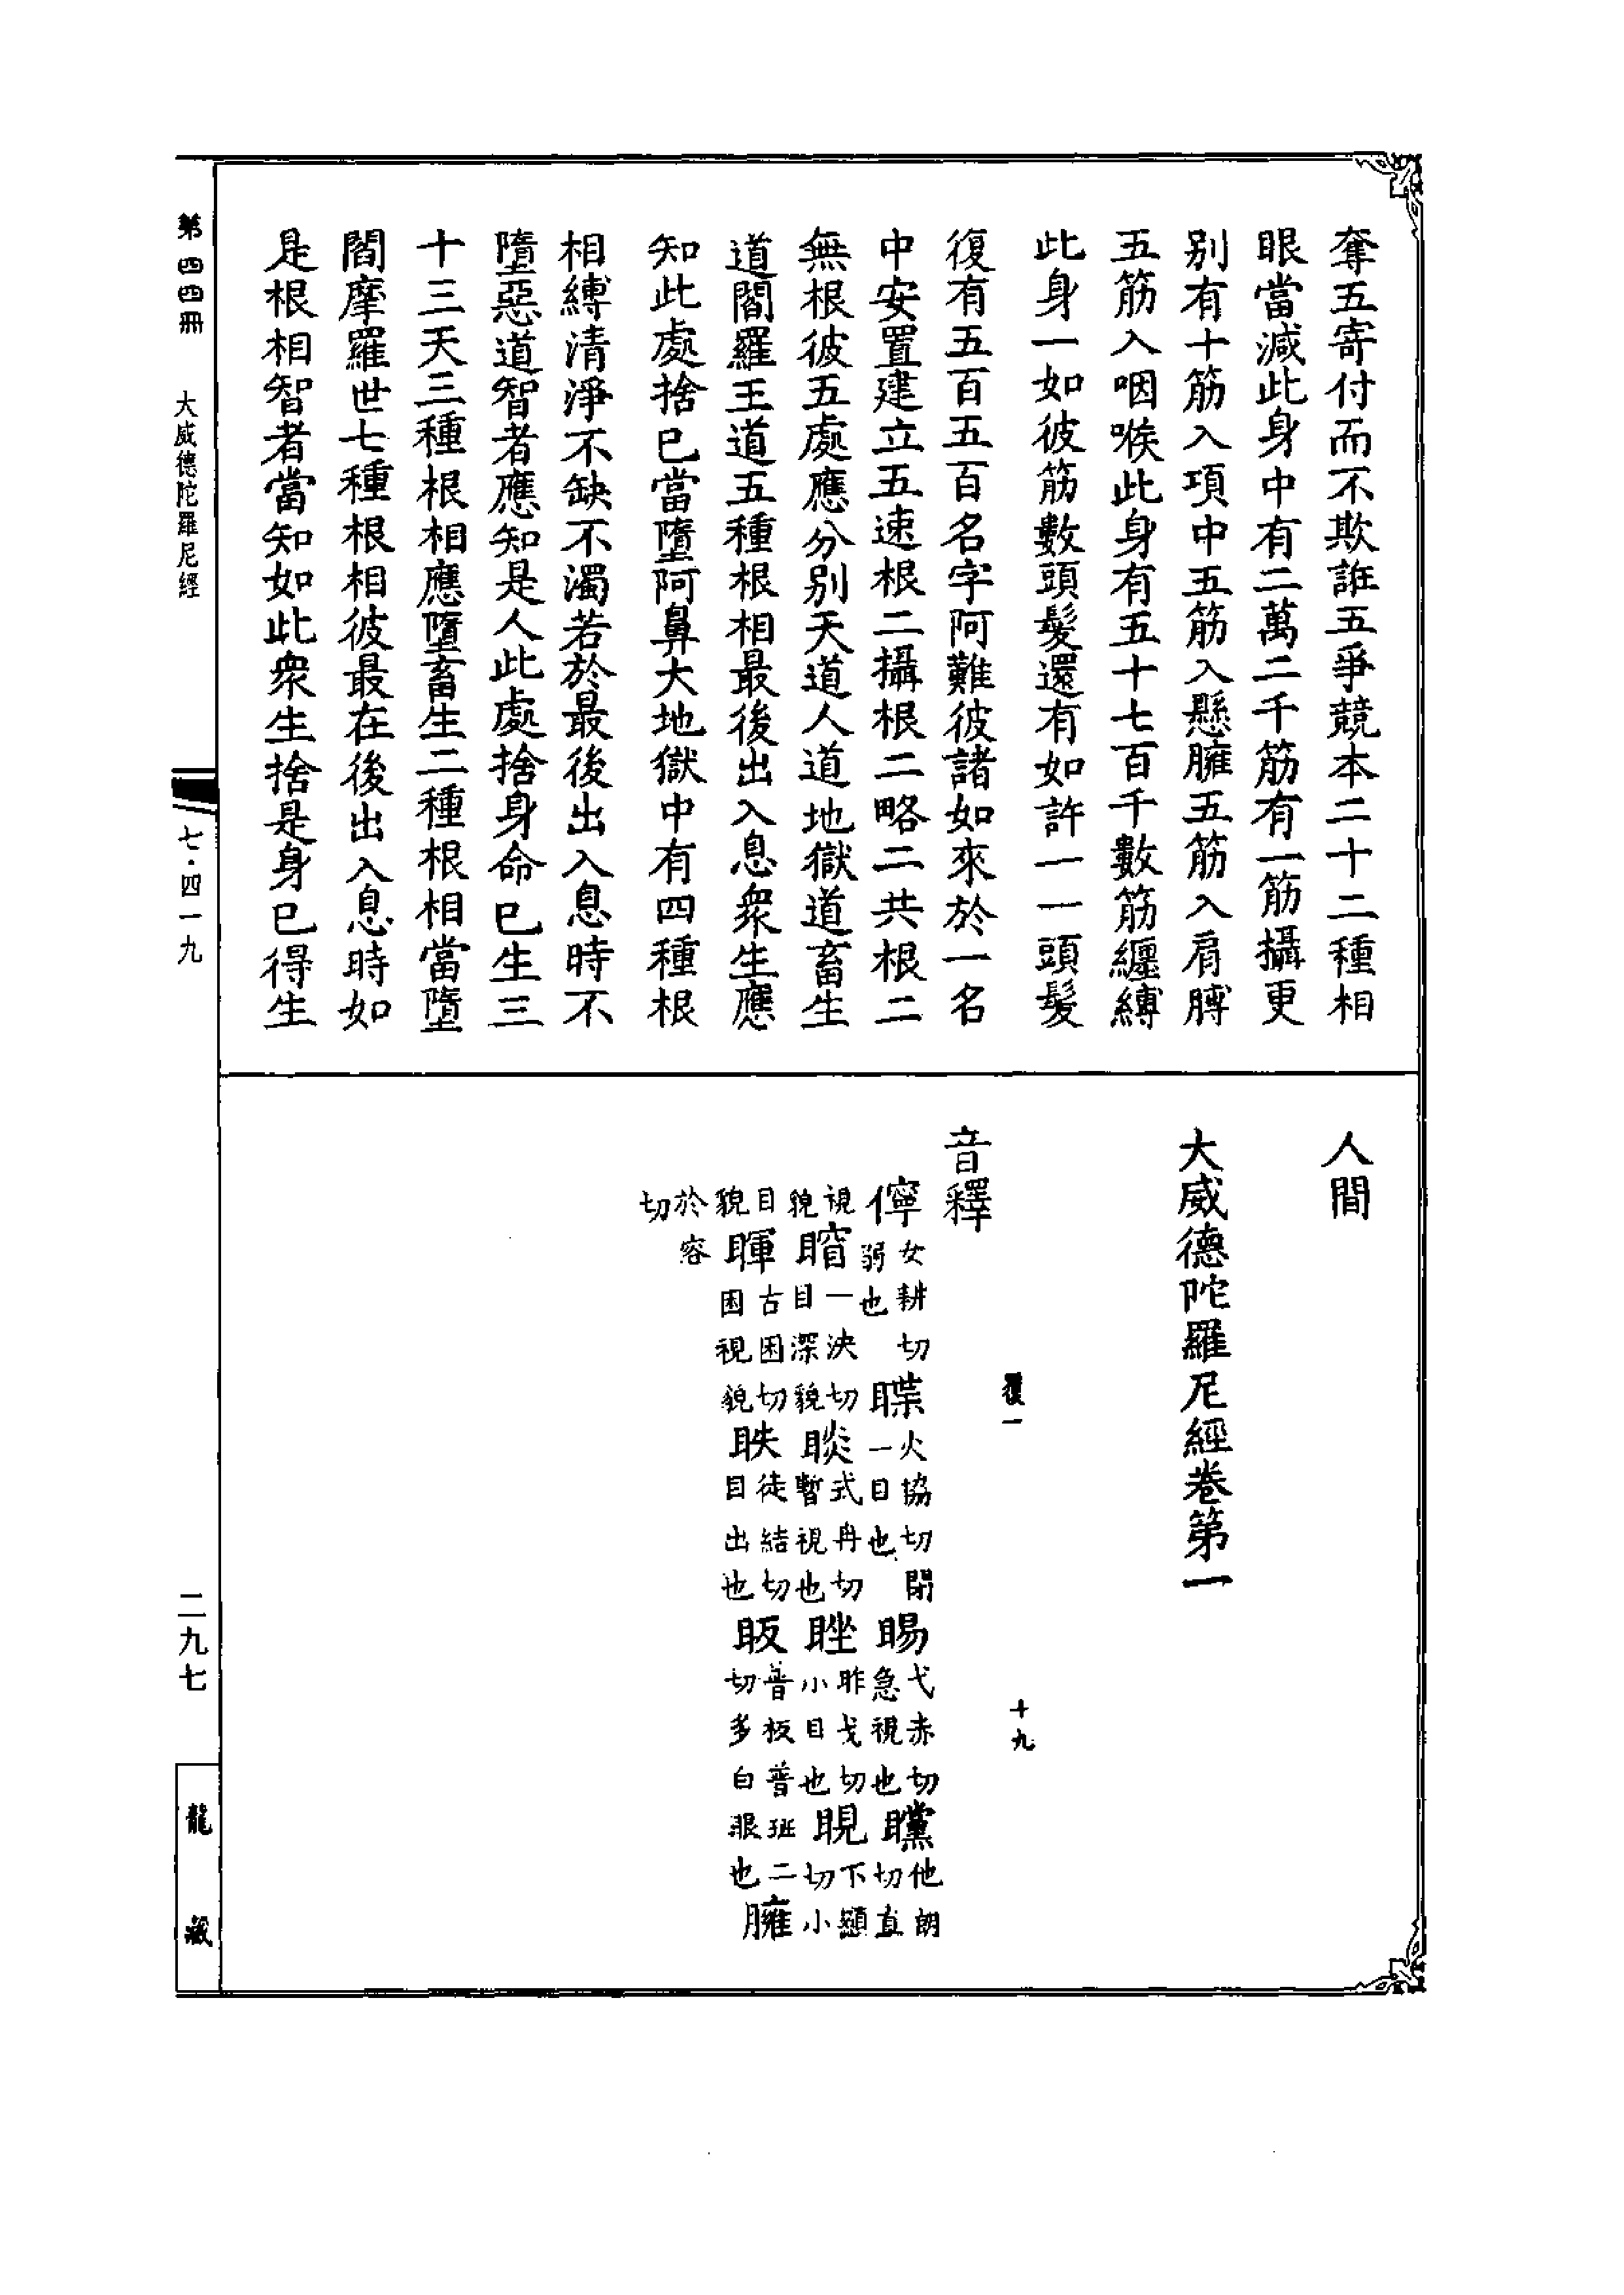 奪五寄付而不欺誑五爭競本二十二種相
眼當減此身中有二萬二千筋有一筋攝更
別有十筋入項中五筋入懸臃五筋入肩膊
五筋入咽喉此身有五十七百千數筋纏縛
此身一如彼筋數頭髮還有如許一一頭髮
復有五百五百名字阿難彼諸如來於一名
中安置建立五速根二攝根二略二共根二
無根彼五處應分別天道人道地獄道畜生
道閻羅王道五種根相最後出入息眾生應
知此處捨已當墮阿鼻大地獄中有四種根
相縛清淨不缺不濁若於最後出入息時不
墮惡道智者應知是人此處捨身命已生三
十三天三種根相應墮畜生二種根相當墮
閻摩羅世七種根相彼最在後出入息時如
是根相智者當知如此眾生捨是身已得生
人間
大威德陀羅尼經卷第一
覆一 十九
音釋
儜女耕切弱也 䁋火協切閉一目也 睗弋赤切急視也 矘他朗切直
視貌 䁘一決切目深貌 睒式冉切暫視也 睉昨戈切小目也 睍下顯切小
目貌 睴古困切困視貌 眣徒結切目出也 眅普板普班二切多白眼也 臃
於容切
第四四冊 大威德陀羅尼經 七·四一九 二九七 龍藏